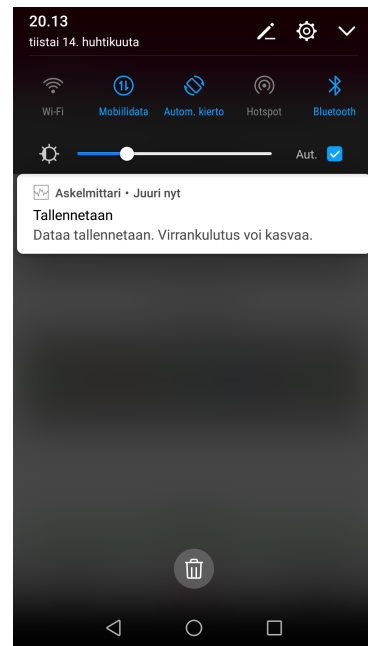 20.13
tiistai 14. huhtikuuta
Wi-Fi Mobiilidata Autom. kierto Hotspot Bluetooth
Aut.
Askelmittari • Juuri nyt
Tallennetaan
Dataa tallennetaan. Virrankulutus voi kasvaa.